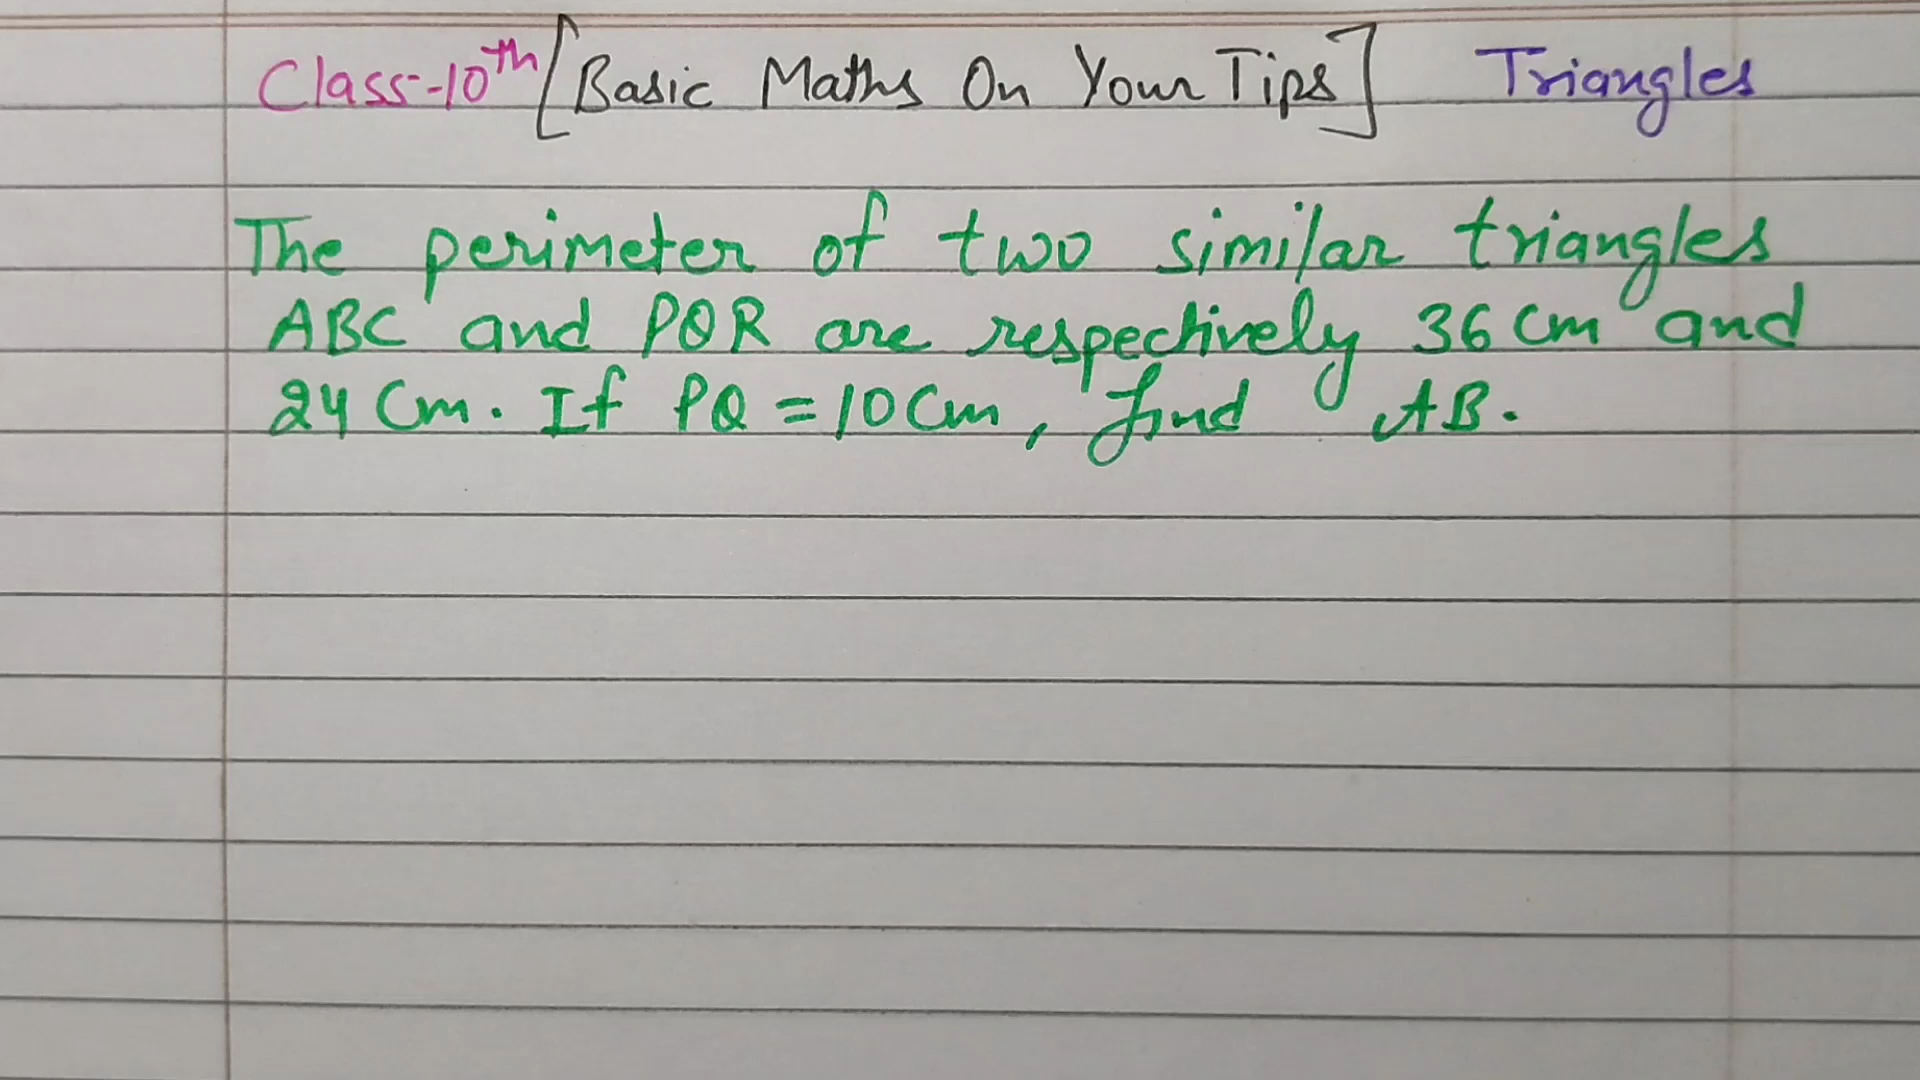 Class-10th [Basic Maths On Your Tips] Triangles
The perimeter of two similar triangles
ABC and PQR are respectively 36 cm and
24 cm. If PQ = 10 cm, find AB.